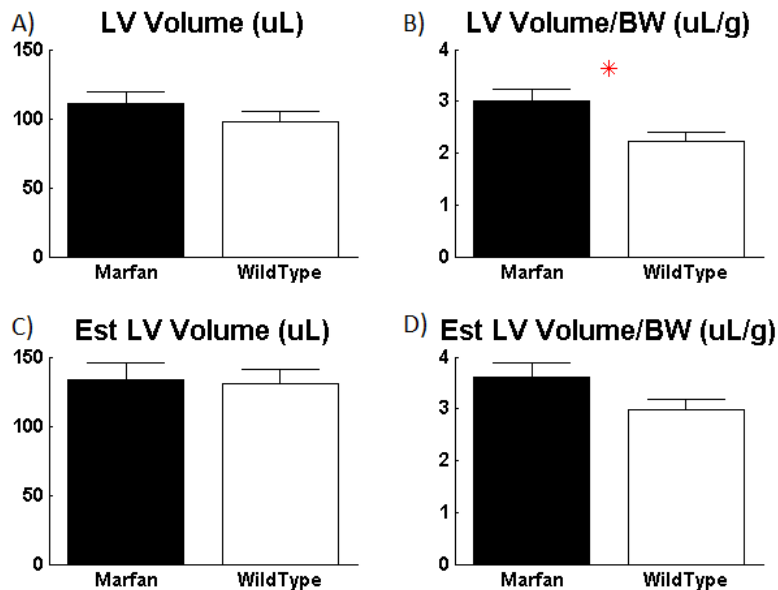 A) LV Volume (uL)
150
100
50
0
Marfan WildType
B) LV Volume/BW (uL/g)
4
3
2
1
0
Marfan WildType
C) Est LV Volume (uL)
150
100
50
0
Marfan WildType
D) Est LV Volume/BW (uL/g)
4
3
2
1
0
Marfan WildType